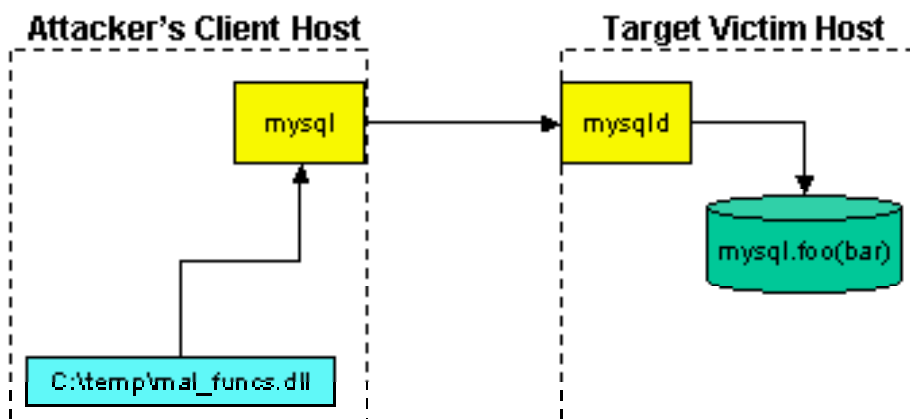 Attacker's Client Host
Target Victim Host
mysql
mysqld
mysql.foo(bar)
C:\temp\mal_funcs.dll